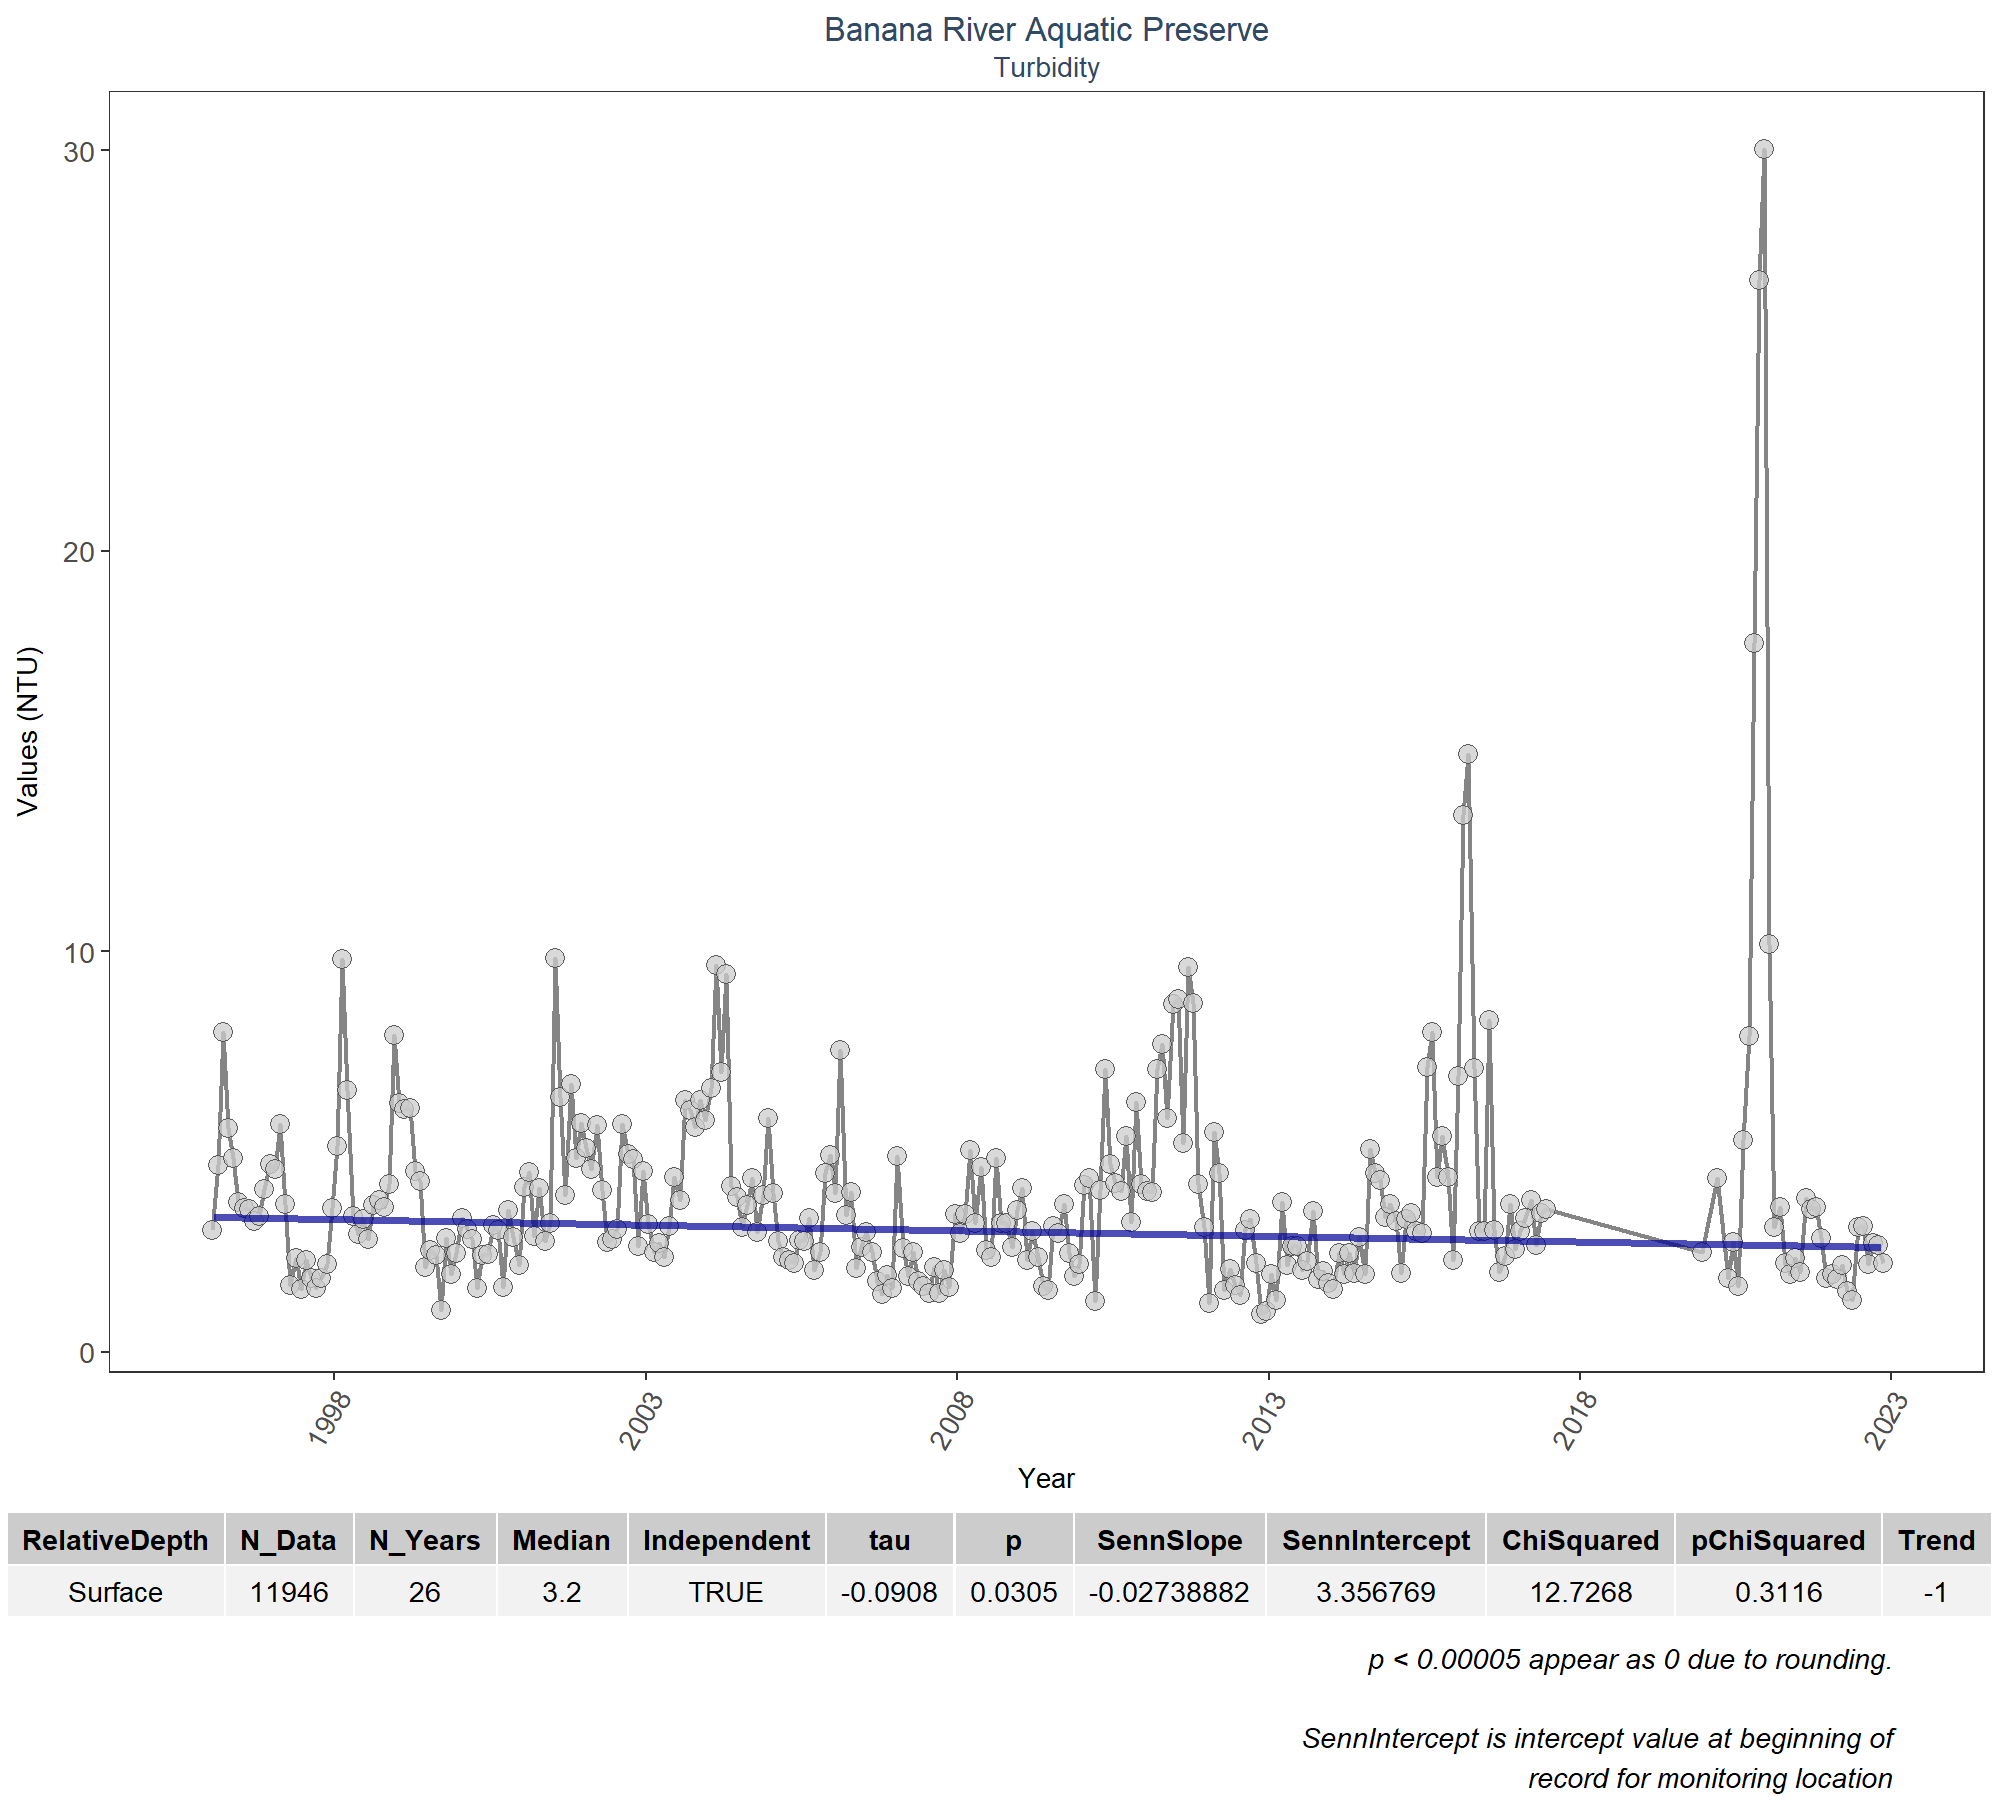 Banana River Aquatic Preserve
Turbidity
30
20
10
0
Values (NTU)
1998
2003
2008
2013
2018
2023
Year
RelativeDepth N_Data N_Years Median Independent tau p SennSlope SennIntercept ChiSquared pChiSquared Trend
Surface 11946 26 3.2 TRUE -0.0908 0.0305 -0.02738882 3.356769 12.7268 0.3116 -1
p < 0.00005 appear as 0 due to rounding.
SennIntercept is intercept value at beginning of
record for monitoring location